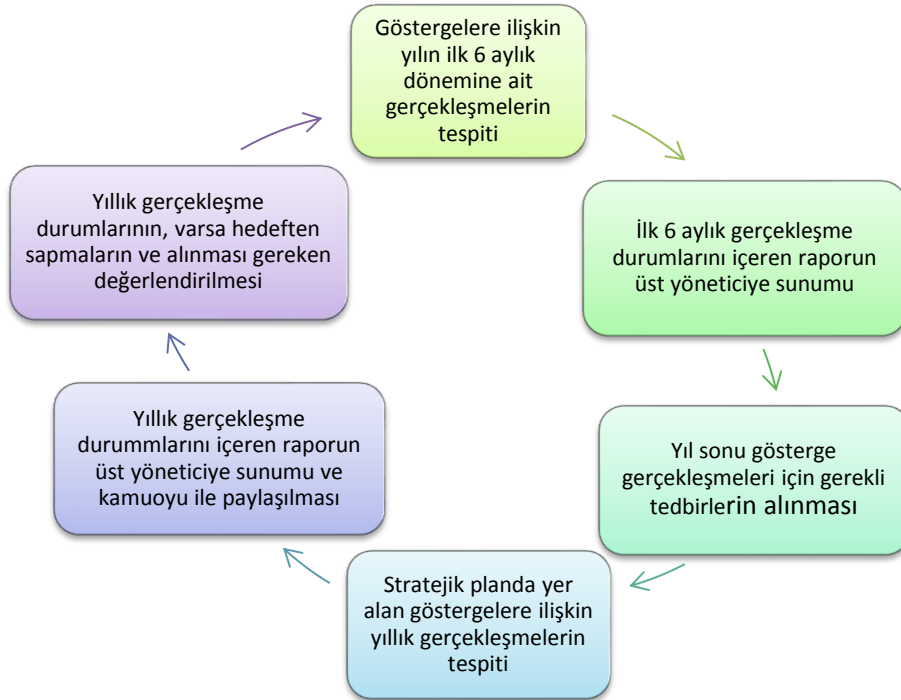 Göstergelere ilişkin
yılın ilk 6 aylık
dönemine ait
gerçekleşmelerin
tespiti
İlk 6 aylık gerçekleşme
durumlarını içeren raporun
üst yöneticiye sunumu
Yıl sonu gösterge
gerçekleşmeleri için gerekli
tedbirlerin alınması
Stratejik planda yer
alan göstergelere ilişkin
yıllık gerçekleşmelerin
tespiti
Yıllık gerçekleşme
durummlarını içeren raporun
üst yöneticiye sunumu ve
kamuoyu ile paylaşılması
Yıllık gerçekleşme
durumlarının, varsa hedeften
sapmaların ve alınması gereken
değerlendirilmesi